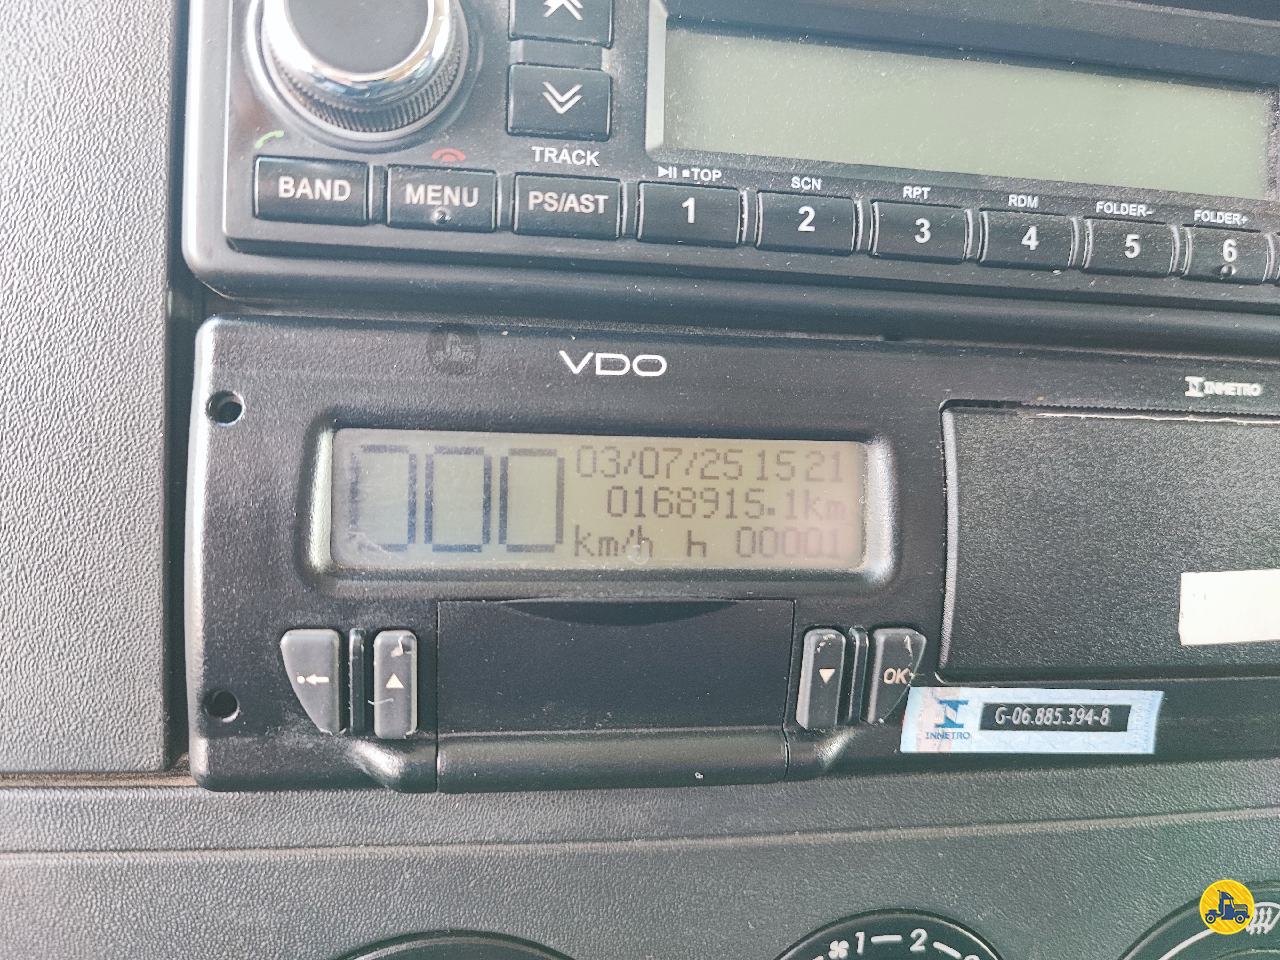 TRACK
BAND
MENU
PS/AST
TOP
1
SCN
2
RPT
3
RDM
4
FOLDER-
5
FOLDER+
6
VDO
INMETRO
000
03/07/25 15 21
0168915.1km
km/h h 00001
OK
INMETRO
G-06.885.394-8
1
2